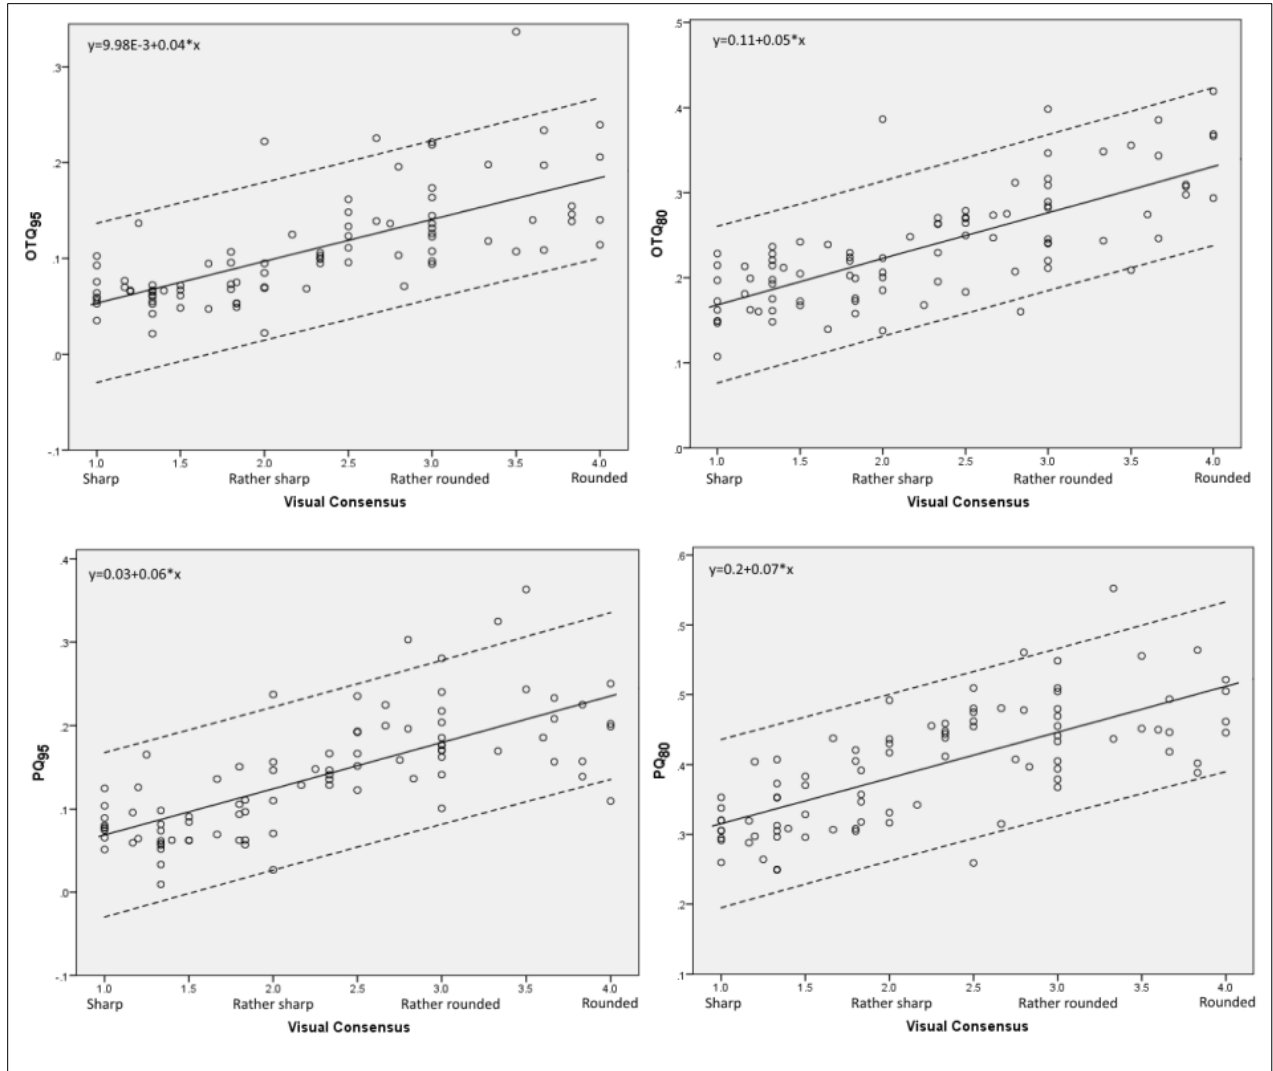 y=9.98E-3+0.04*x
.3
.2
.1
.0
-.1
OTQ95
1.0 1.5 2.0 2.5 3.0 3.5 4.0
Sharp Rather sharp Rather rounded Rounded
Visual Consensus
y=0.11+0.05*x
.5
.4
.3
.2
.1
.0
OTQ80
1.0 1.5 2.0 2.5 3.0 3.5 4.0
Sharp Rather sharp Rather rounded Rounded
Visual Consensus
y=0.03+0.06*x
.4
.3
.2
.1
.0
-.1
PQ95
1.0 1.5 2.0 2.5 3.0 3.5 4.0
Sharp Rather sharp Rather rounded Rounded
Visual Consensus
y=0.2+0.07*x
.6
.5
.5
.4
.3
.2
.1
PQ80
1.0 1.5 2.0 2.5 3.0 3.5 4.0
Sharp Rather sharp Rather rounded Rounded
Visual Consensus